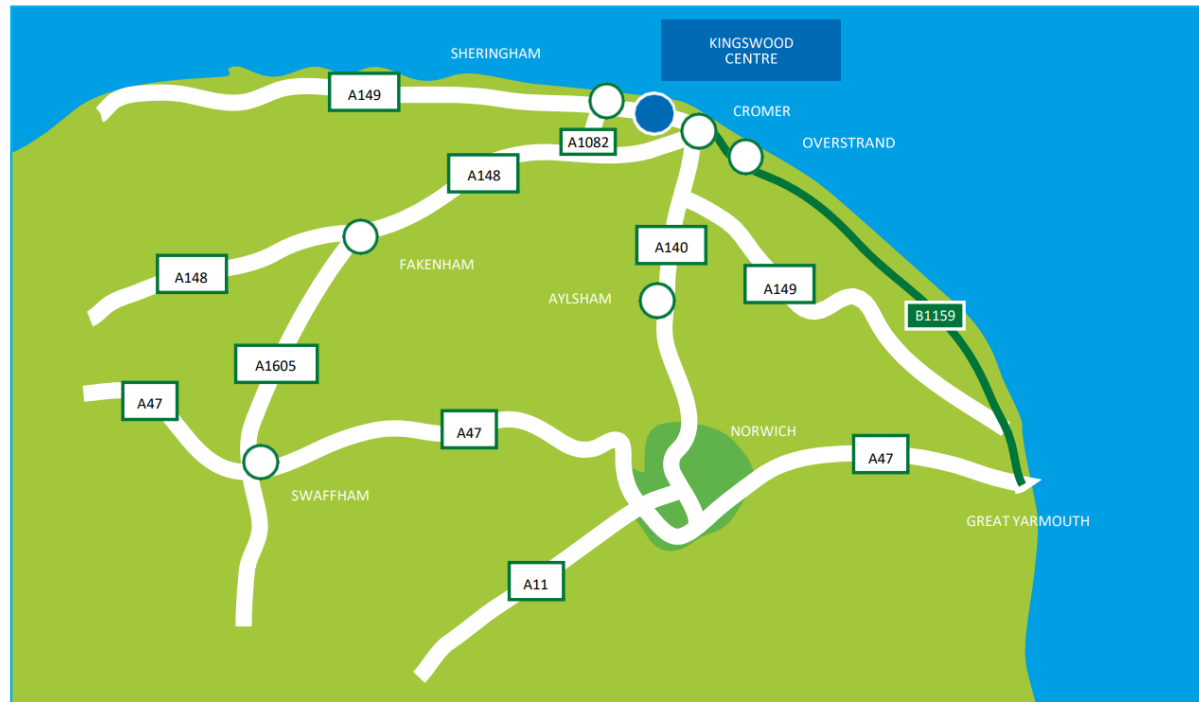 KINGSWOOD
CENTRE
SHERINGHAM
A149
CROMER
A1082
OVERSTRAND
A148
A140
FAKENHAM
A148
A149
AYLSHAM
B1159
A1605
A47
A47
NORWICH
A47
SWAFFHAM
GREAT YARMOUTH
A11